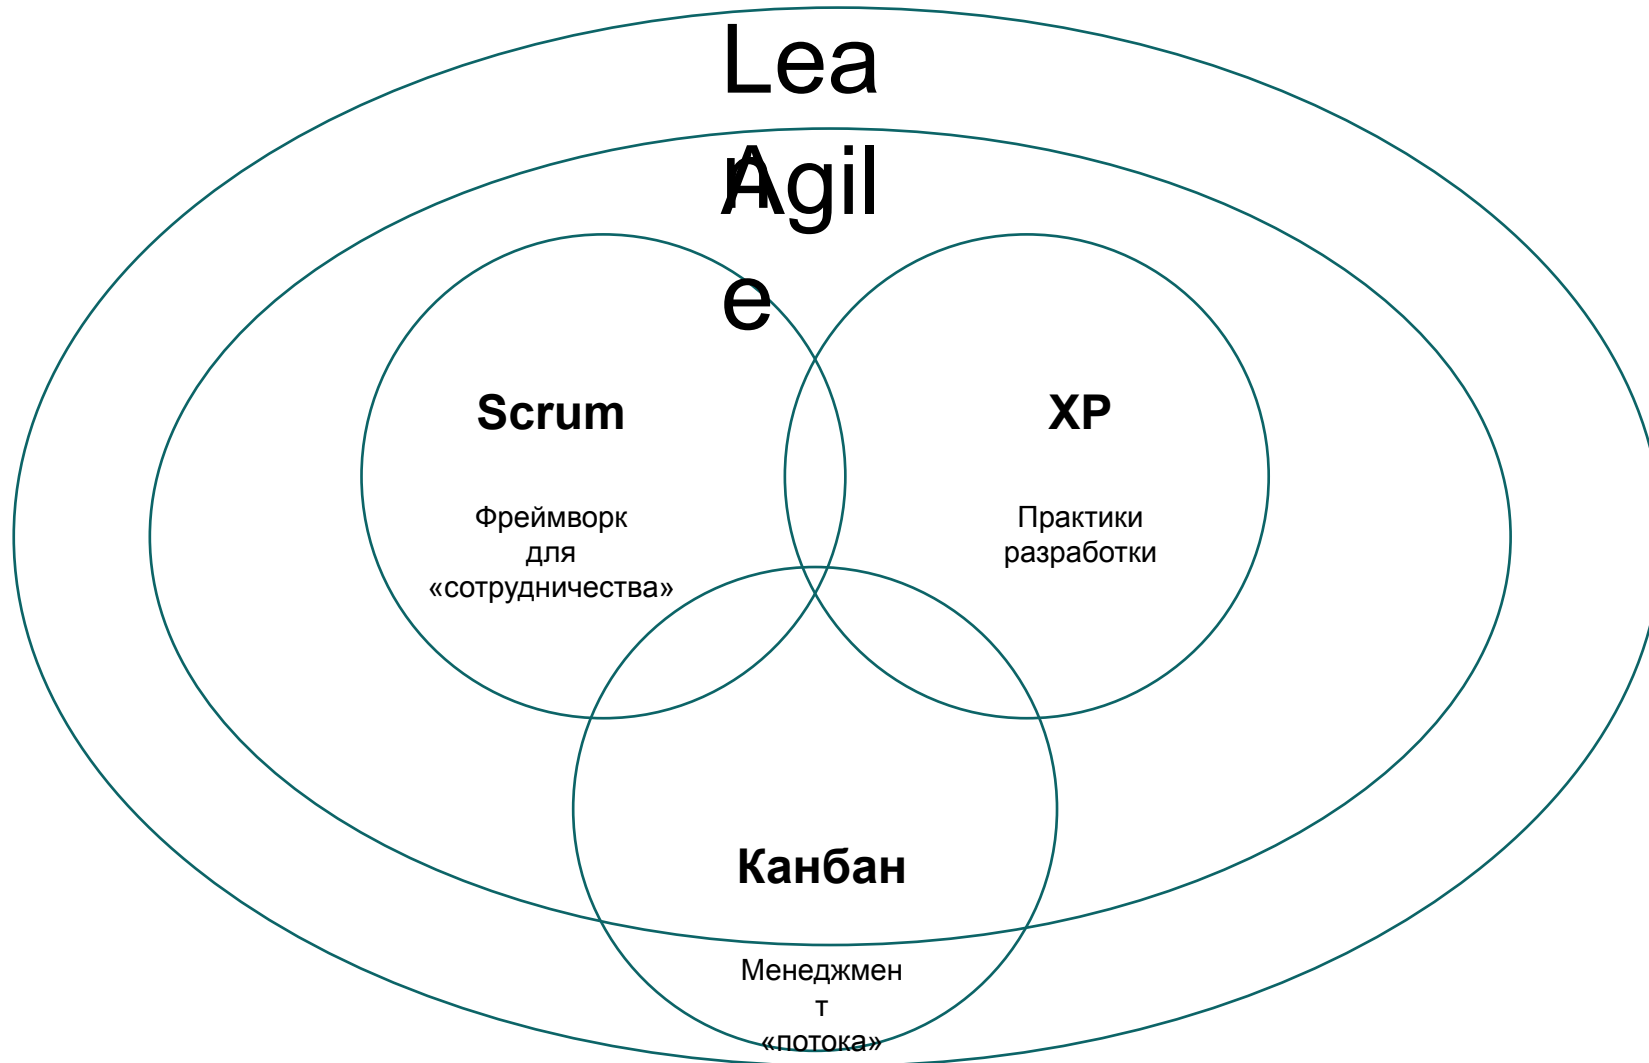 Lea
n
Agil
e
Scrum
XP
Фреймворк
для
«сотрудничества»
Практики
разработки
Канбан
Менеджмен
т
«потока»